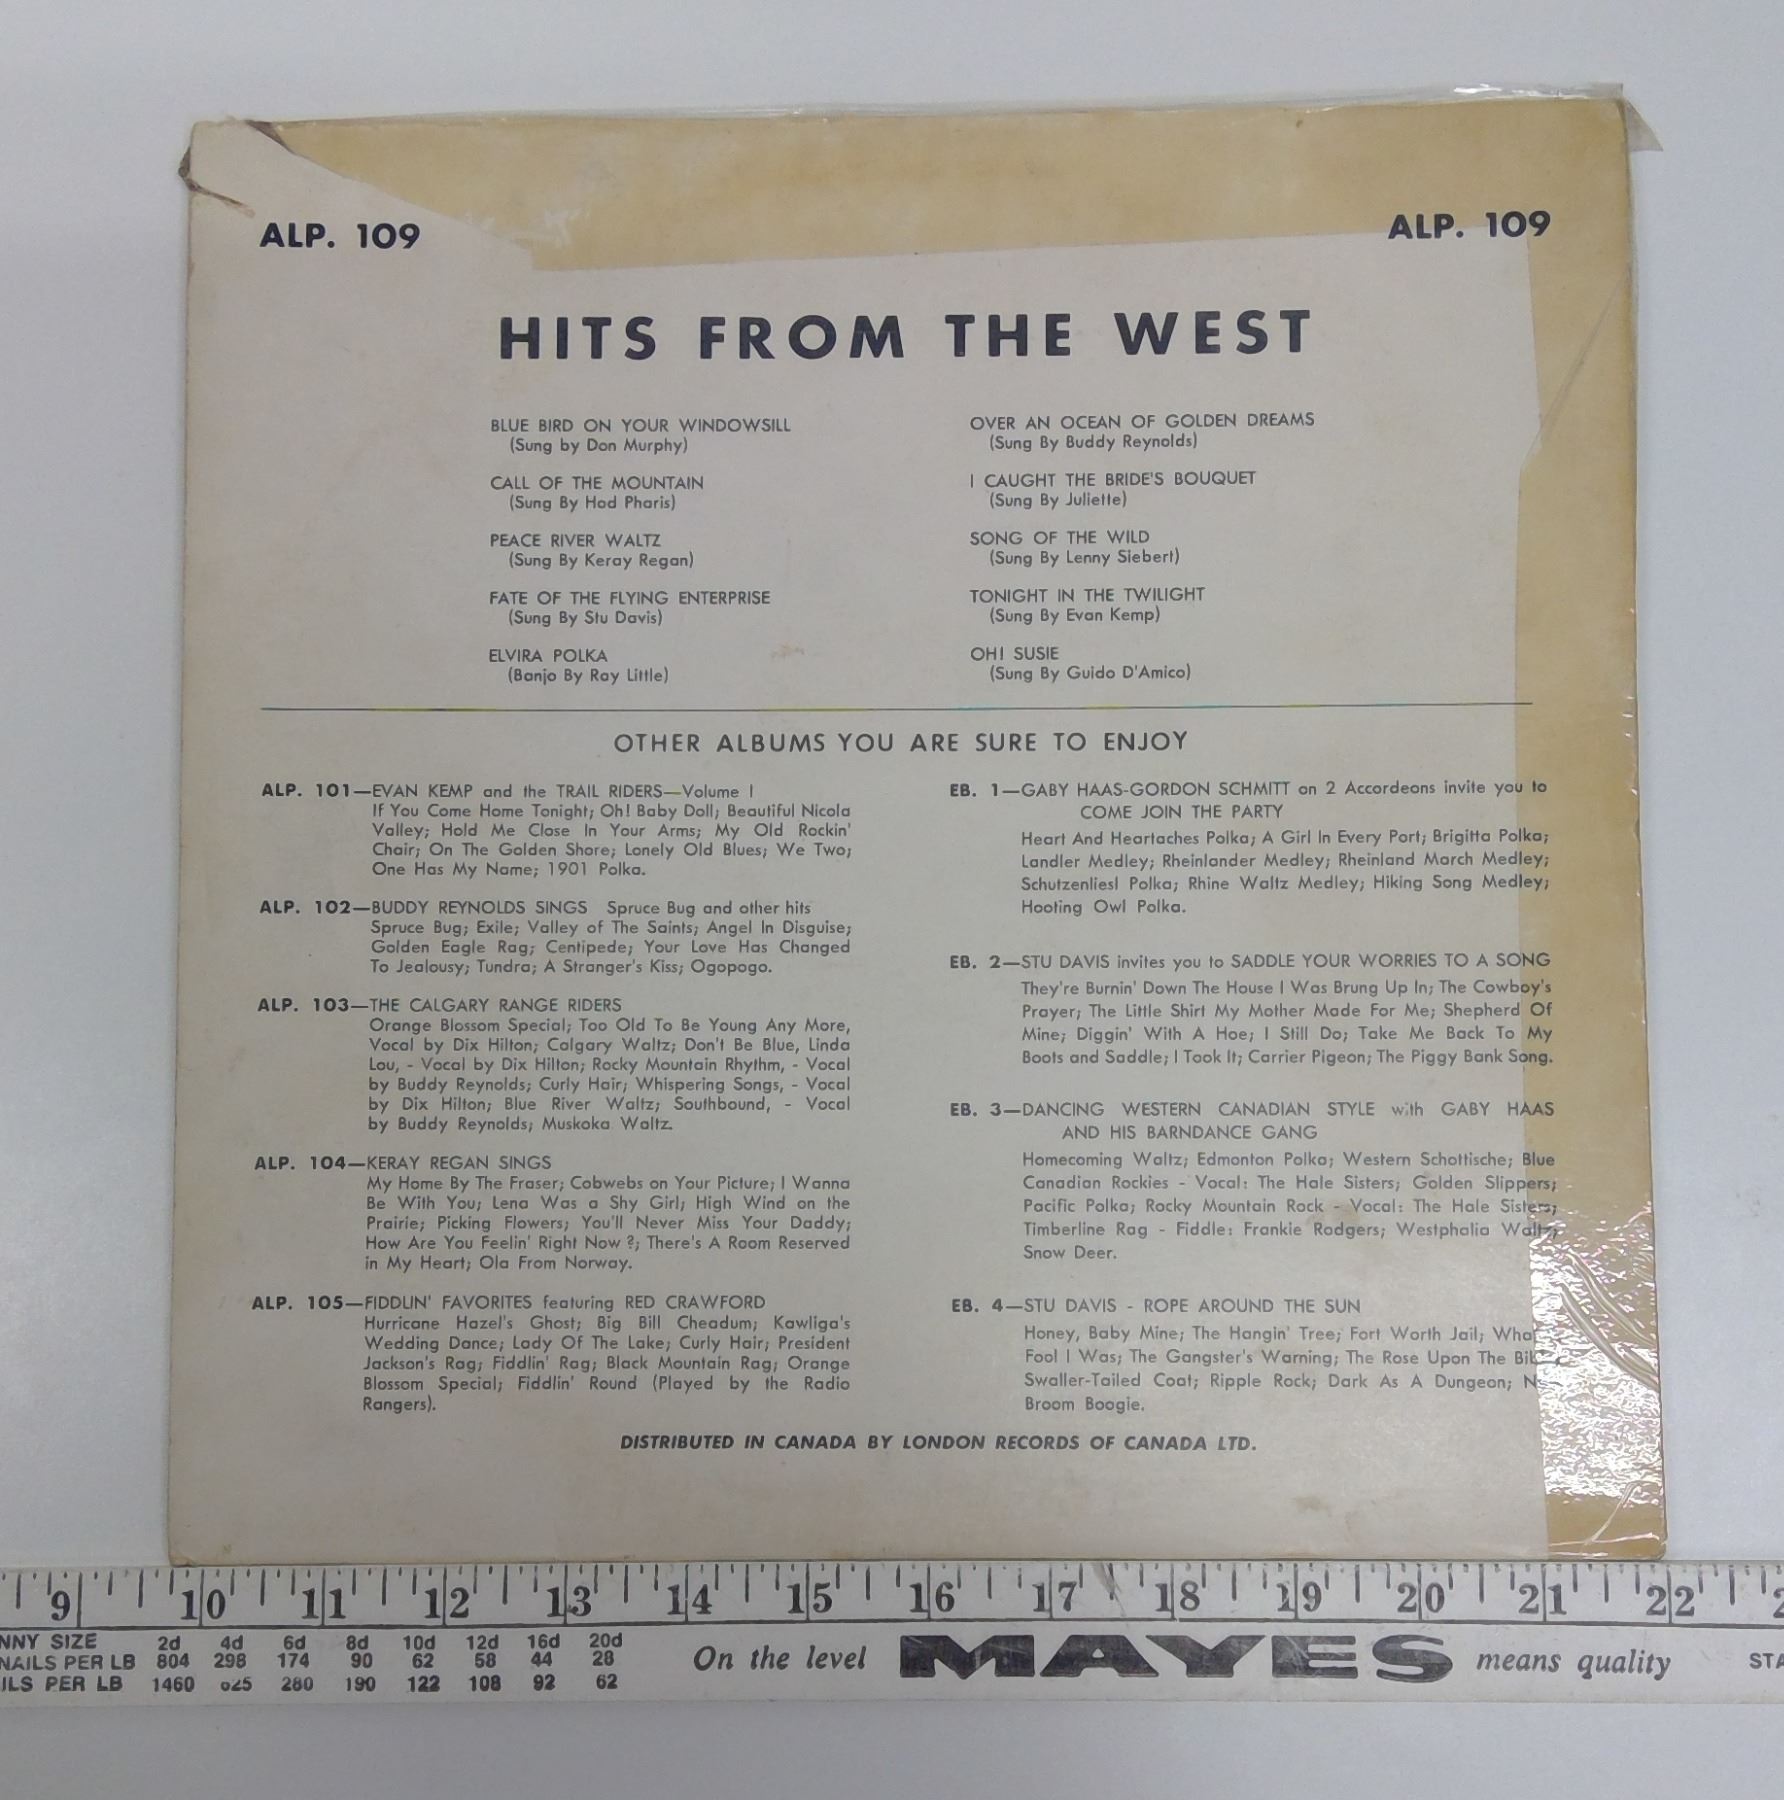 ALP. 109
ALP. 109
HITS FROM THE WEST
BLUE BIRD ON YOUR WINDOWSILL
(Sung by Don Murphy)
CALL OF THE MOUNTAIN
(Sung By Hod Pharis)
PEACE RIVER WALTZ
(Sung By Keray Regan)
FATE OF THE FLYING ENTERPRISE
(Sung By Stu Davis)
ELVIRA POLKA
(Banjo By Ray Little)
OVER AN OCEAN OF GOLDEN DREAMS
(Sung By Buddy Reynolds)
I CAUGHT THE BRIDE'S BOUQUET
(Sung By Juliette)
SONG OF THE WILD
(Sung By Lenny Siebert)
TONIGHT IN THE TWILIGHT
(Sung By Evan Kemp)
OH! SUSIE
(Sung By Guido D'Amico)
OTHER ALBUMS YOU ARE SURE TO ENJOY
ALP. 101—EVAN KEMP and the TRAIL RIDERS—Volume I
If You Come Home Tonight; Oh! Baby Doll; Beautiful Nicola
Valley; Hold Me Close In Your Arms; My Old Rockin'
Chair; On The Golden Shore; Lonely Old Blues; We Two;
One Has My Name; 1901 Polka.
ALP. 102—BUDDY REYNOLDS SINGS Spruce Bug and other hits
Spruce Bug; Exile; Valley of The Saints; Angel In Disguise;
Golden Eagle Rag; Centipede; Your Love Has Changed
To Jealousy; Tundra; A Stranger's Kiss; Ogopogo.
ALP. 103—THE CALGARY RANGE RIDERS
Orange Blossom Special; Too Old To Be Young Any More,
Vocal by Dix Hilton; Calgary Waltz; Don't Be Blue, Linda
Lou, - Vocal by Dix Hilton; Rocky Mountain Rhythm, - Vocal
by Buddy Reynolds; Curly Hair; Whispering Songs, - Vocal
by Dix Hilton; Blue River Waltz; Southbound, - Vocal
by Buddy Reynolds; Muskoka Waltz.
ALP. 104—KERAY REGAN SINGS
My Home By The Fraser; Cobwebs on Your Picture; I Wanna
Be With You; Lena Was a Shy Girl; High Wind on the
Prairie; Picking Flowers; You'll Never Miss Your Daddy;
How Are You Feelin' Right Now ?; There's A Room Reserved
in My Heart; Ola From Norway.
ALP. 105—FIDDLIN' FAVORITES featuring RED CRAWFORD
Hurricane Hazel's Ghost; Big Bill Cheadum; Kawliga's
Wedding Dance; Lady Of The Lake; Curly Hair; President
Jackson's Rag; Fiddlin' Rag; Black Mountain Rag; Orange
Blossom Special; Fiddlin' Round (Played by the Radio
Rangers).
EB. 1—GABY HAAS-GORDON SCHMITT on 2 Accordeons invite you to
COME JOIN THE PARTY
Heart And Heartaches Polka; A Girl In Every Port; Brigitta Polka;
Landler Medley; Rheinlander Medley; Rheinland March Medley;
Schutzenliesl Polka; Rhine Waltz Medley; Hiking Song Medley;
Hooting Owl Polka.
EB. 2—STU DAVIS invites you to SADDLE YOUR WORRIES TO A SONG
They're Burnin' Down The House I Was Brung Up In; The Cowboy's
Prayer; The Little Shirt My Mother Made For Me; Shepherd Of
Mine; Diggin' With A Hoe; I Still Do; Take Me Back To My
Boots and Saddle; I Took It; Carrier Pigeon; The Piggy Bank Song.
EB. 3—DANCING WESTERN CANADIAN STYLE with GABY HAAS
AND HIS BARNDANCE GANG
Homecoming Waltz; Edmonton Polka; Western Schottische; Blue
Canadian Rockies - Vocal: The Hale Sisters; Golden Slippers;
Pacific Polka; Rocky Mountain Rock - Vocal: The Hale Sisters;
Timberline Rag - Fiddle: Frankie Rodgers; Westphalia Waltz;
Snow Deer.
EB. 4—STU DAVIS - ROPE AROUND THE SUN
Honey, Baby Mine; The Hangin' Tree; Fort Worth Jail;
Fool I Was; The Gangster's Warning; The Rose Upon The
Swaller-Tailed Coat; Ripple Rock; Dark As A Dungeon;
Broom Boogie.
DISTRIBUTED IN CANADA BY LONDON RECORDS OF CANADA LTD.
9 10 11 12 13 14 15 16 17 18 19 20 21 22
NNY SIZE 2d 4d 6d 8d 10d 12d 16d 20d
NAILS PER LB 804 298 174 90 62 58 44 28
ILS PER LB 1460 280 190 122 108 92 62
On the level MAYES means quality
STA